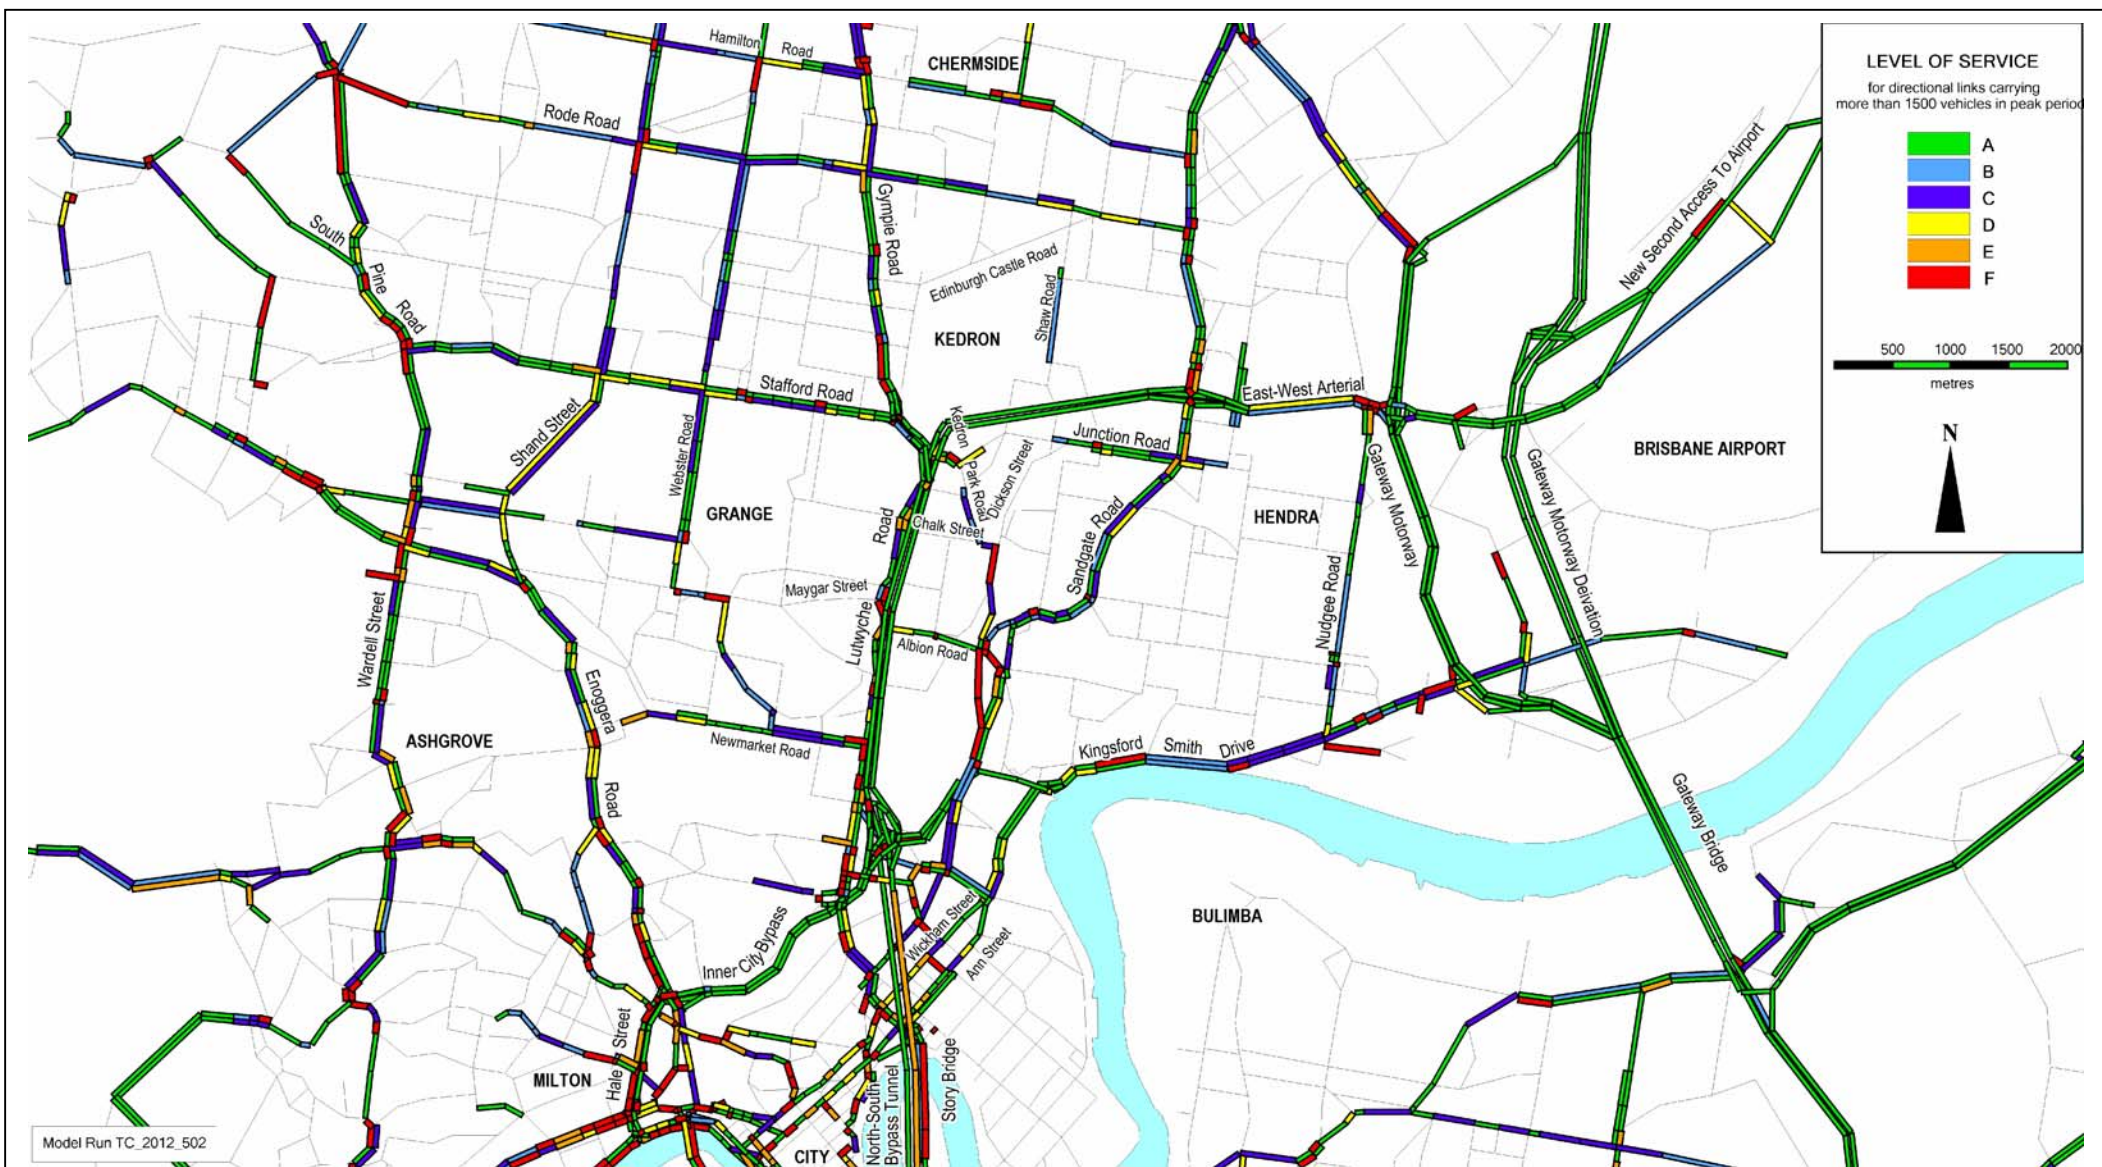 Hamilton Road
CHERMSIDE
LEVEL OF SERVICE
for directional links carrying
more than 1500 vehicles in peak period
A
B
C
D
E
F
500 1000 1500 2000
metres
N
Rode Road
New Second Access To Airport
South
Pine
Road
Gympie Road
Edinburgh Castle Road
Shaw Road
KEDRON
Stafford Road
East-West Arterial
Kedron
Park Road
Junction Road
Dickson Street
Shand Street
Webster Road
GRANGE
HENDRA
BRISBANE AIRPORT
Gateway Motorway
Gateway Motorway Deivation
Chalk Street
Sandgate Road
Nudgee Road
Maygar Street
Lutwyche
Road
Albion Road
Wardell Street
Enoggera
Road
ASHGROVE
Newmarket Road
Kingsford Smith Drive
Gateway Bridge
BULIMBA
Wickham Street
Ann Street
Inner City Bypass
Hale Street
MILTON
North-South
Bypass Tunnel
Story Bridge
CITY
Model Run TC_2012_502